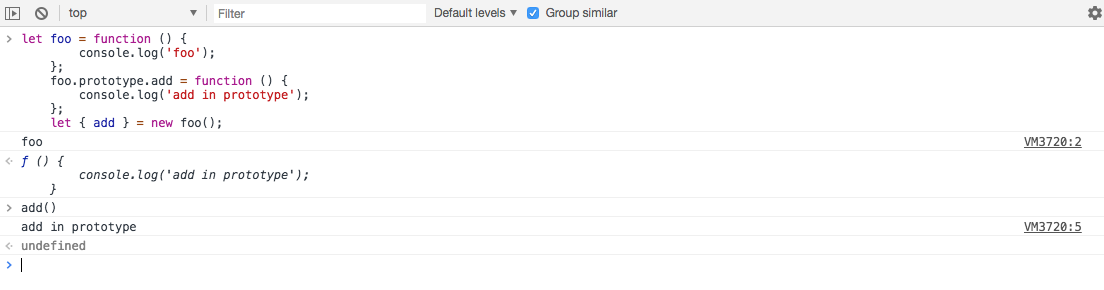 top ▼ Filter Default levels ▼ Group similar
> let foo = function () {
        console.log('foo');
    };
    foo.prototype.add = function () {
        console.log('add in prototype');
    };
    let { add } = new foo();
foo VM3720:2
ƒ () {
        console.log('add in prototype');
    }
> add()
add in prototype VM3720:5
undefined
>